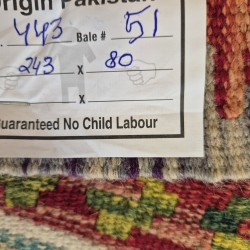 Origin Pakistan
. 443 Bale # 51
243 x 80
x
Guaranteed No Child Labour